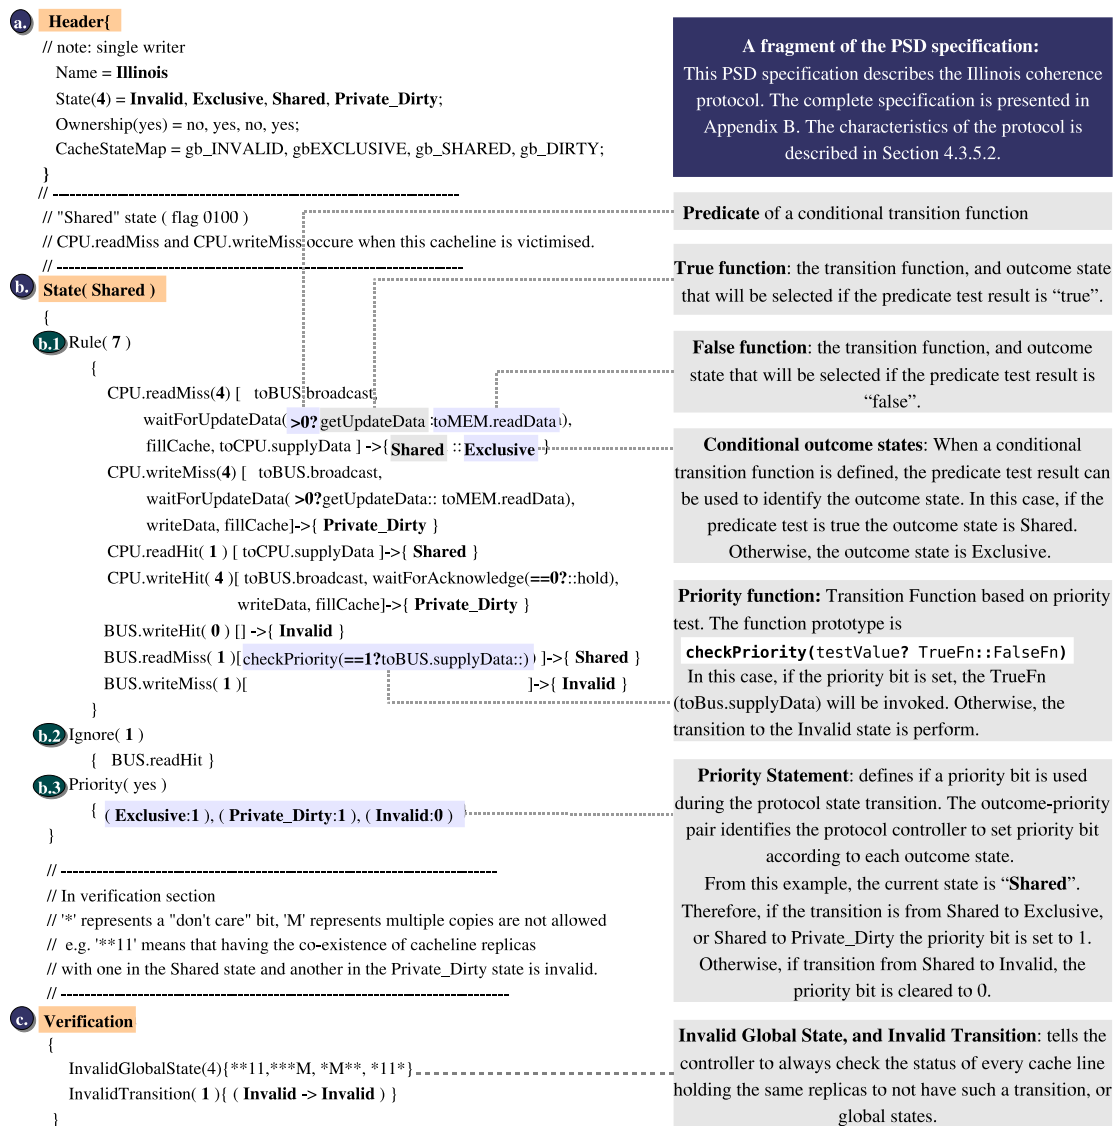 a. Header{
// note: single writer
Name = Illinois
State(4) = Invalid, Exclusive, Shared, Private_Dirty;
Ownership(yes) = no, yes, no, yes;
CacheStateMap = gb_INVALID, gbEXCLUSIVE, gb_SHARED, gb_DIRTY;
}
// ----------------------------------------------------------------
// "Shared" state ( flag 0100 )
// CPU.readMiss and CPU.writeMiss occure when this cacheline is victimised.
// ----------------------------------------------------------------
b. State( Shared )
{
b.1 Rule( 7 )
{
CPU.readMiss(4) [ toBUS.broadcast,
waitForUpdateData( >0? getUpdateData :toMEM.readData),
fillCache, toCPU.supplyData ] ->{ Shared :: Exclusive }
CPU.writeMiss(4) [ toBUS.broadcast,
waitForUpdateData( >0?getUpdateData:: toMEM.readData),
writeData, fillCache]->{ Private_Dirty }
CPU.readHit( 1 ) [ toCPU.supplyData ]->{ Shared }
CPU.writeHit( 4 )[ toBUS.broadcast, waitForAcknowledge(==0?::hold),
writeData, fillCache]->{ Private_Dirty }
BUS.writeHit( 0 ) [] ->{ Invalid }
BUS.readMiss( 1 )[checkPriority(==1?toBUS.supplyData::) ) ]->{ Shared }
BUS.writeMiss( 1 )[ ]->{ Invalid }
}
b.2 Ignore( 1 )
{ BUS.readHit }
b.3 Priority( yes )
{ ( Exclusive:1 ), ( Private_Dirty:1 ), ( Invalid:0 )
}
// ----------------------------------------------------------------
// In verification section
// '*' represents a "don't care" bit, 'M' represents multiple copies are not allowed
// e.g. '**11' means that having the co-existence of cacheline replicas
// with one in the Shared state and another in the Private_Dirty state is invalid.
// ----------------------------------------------------------------
c. Verification
{
InvalidGlobalState(4){**11,***M, *M**, *11*}
InvalidTransition( 1 ){ ( Invalid -> Invalid ) }
}
A fragment of the PSD specification:
This PSD specification describes the Illinois coherence
protocol. The complete specification is presented in
Appendix B. The characteristics of the protocol is
described in Section 4.3.5.2.
Predicate of a conditional transition function
True function: the transition function, and outcome state
that will be selected if the predicate test result is “true”.
False function: the transition function, and outcome
state that will be selected if the predicate test result is
“false”.
Conditional outcome states: When a conditional
transition function is defined, the predicate test result can
be used to identify the outcome state. In this case, if the
predicate test is true the outcome state is Shared.
Otherwise, the outcome state is Exclusive.
Priority function: Transition Function based on priority
test. The function prototype is
checkPriority(testValue? TrueFn::FalseFn)
In this case, if the priority bit is set, the TrueFn
(toBus.supplyData) will be invoked. Otherwise, the
transition to the Invalid state is perform.
Priority Statement: defines if a priority bit is used
during the protocol state transition. The outcome-priority
pair identifies the protocol controller to set priority bit
according to each outcome state.
From this example, the current state is “Shared”.
Therefore, if the transition is from Shared to Exclusive,
or Shared to Private_Dirty the priority bit is set to 1.
Otherwise, if transition from Shared to Invalid, the
priority bit is cleared to 0.
Invalid Global State, and Invalid Transition: tells the
controller to always check the status of every cache line
holding the same replicas to not have such a transition, or
global states.